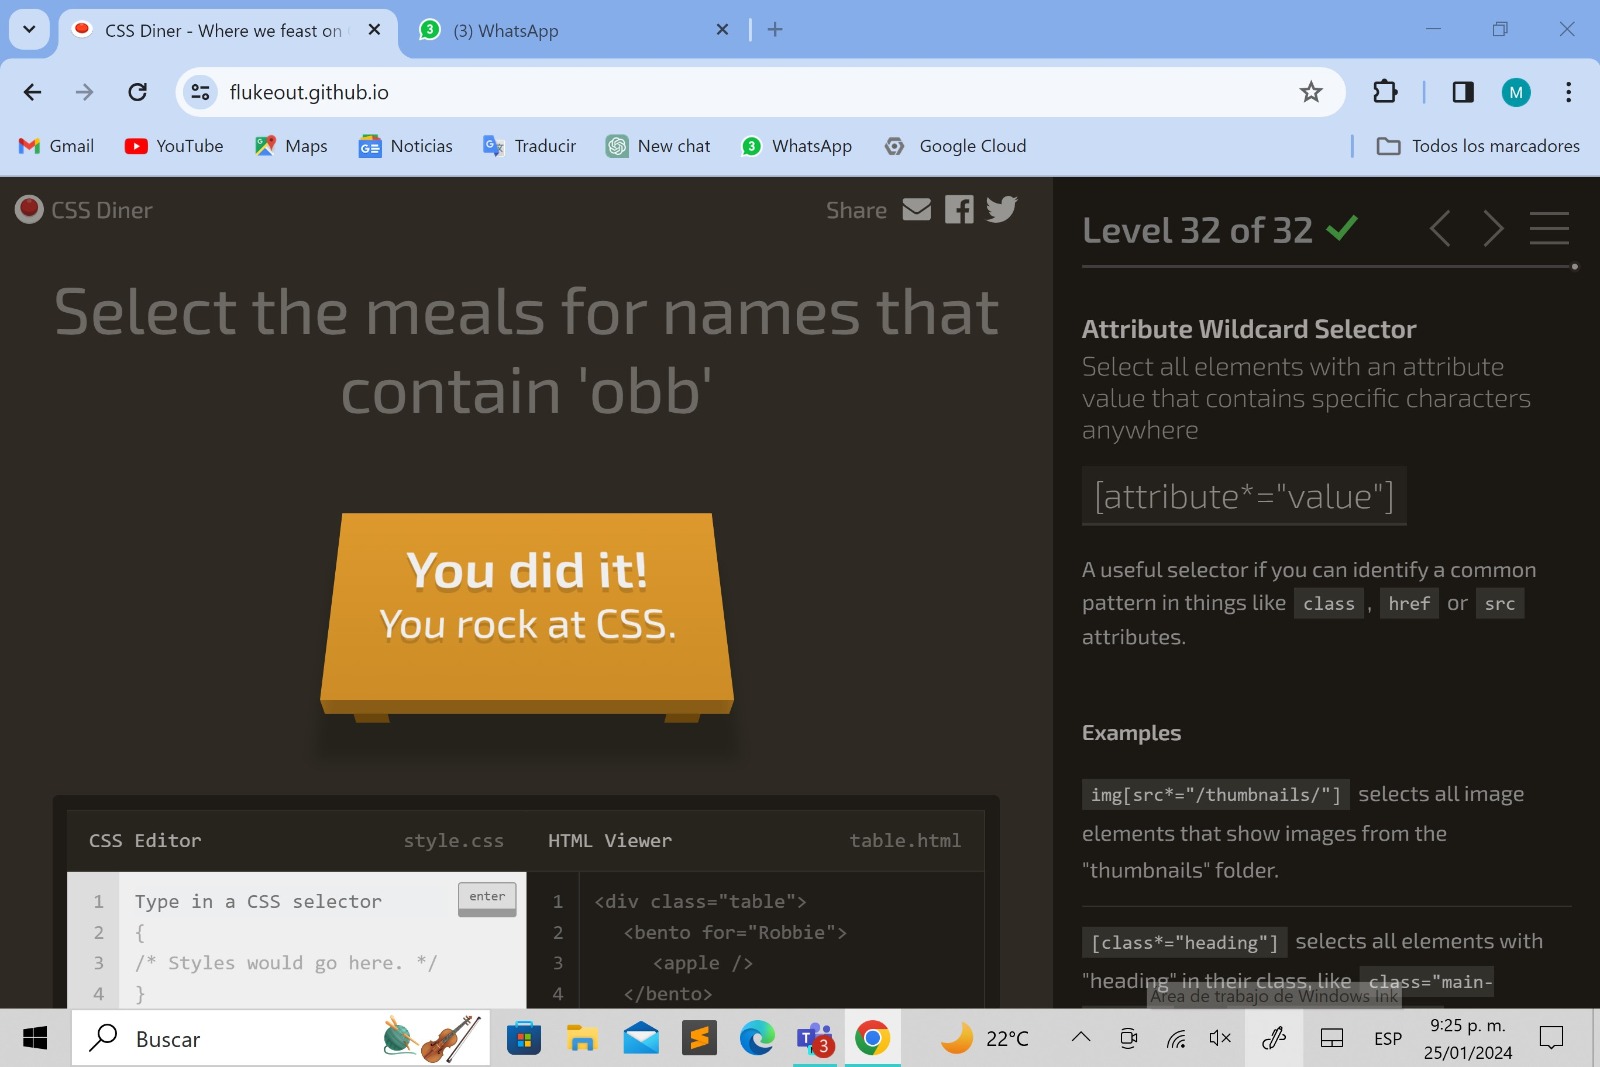 CSS Diner - Where we feast on
3 (3) WhatsApp
flukeout.github.io
M
Gmail YouTube Maps Noticias Traducir New chat 3 WhatsApp Google Cloud Todos los marcadores
CSS Diner
Share
Select the meals for names that
contain 'obb'
You did it!
You rock at CSS.
CSS Editor style.css HTML Viewer table.html
1 Type in a CSS selector enter
2 {
3 /* Styles would go here. */
4 }
1 <div class="table">
2 <bento for="Robbie">
3 <apple />
4 </bento>
Level 32 of 32
Attribute Wildcard Selector
Select all elements with an attribute
value that contains specific characters
anywhere
[attribute*="value"]
A useful selector if you can identify a common
pattern in things like class , href or src
attributes.
Examples
img[src*="/thumbnails/"] selects all image
elements that show images from the
"thumbnails" folder.
[class*="heading"] selects all elements with
"heading" in their class, like class="main-
Área de trabajo de Windows Ink
Buscar
3
22°C
ESP
9:25 p. m.
25/01/2024